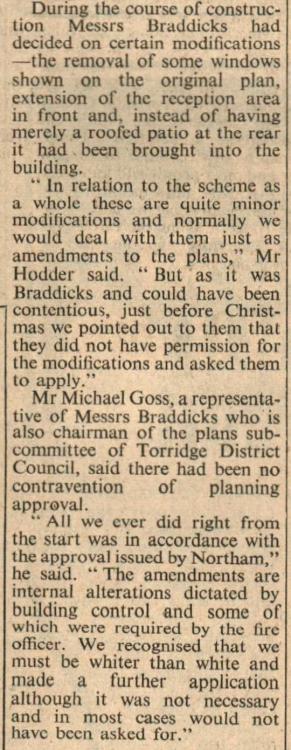 During the course of construc-
tion Messrs Braddicks had
decided on certain modifications
—the removal of some windows
shown on the original plan,
extension of the reception area
in front and, instead of having
merely a roofed patio at the rear
it had been brought into the
building.
" In relation to the scheme as
a whole these are quite minor
modifications and normally we
would deal with them just as
amendments to the plans," Mr
Hodder said. " But as it was
Braddicks and could have been
contentious, just before Christ-
mas we pointed out to them that
they did not have permission for
the modifications and asked them
to apply."
Mr Michael Goss, a representa-
tive of Messrs Braddicks who is
also chairman of the plans sub-
committee of Torridge District
Council, said there had been no
contravention of planning
approval.
" All we ever did right from
the start was in accordance with
the approval issued by Northam,"
he said. " The amendments are
internal alterations dictated by
building control and some of
which were required by the fire
officer. We recognised that we
must be whiter than white and
made a further application
although it was not necessary
and in most cases would not
have been asked for."